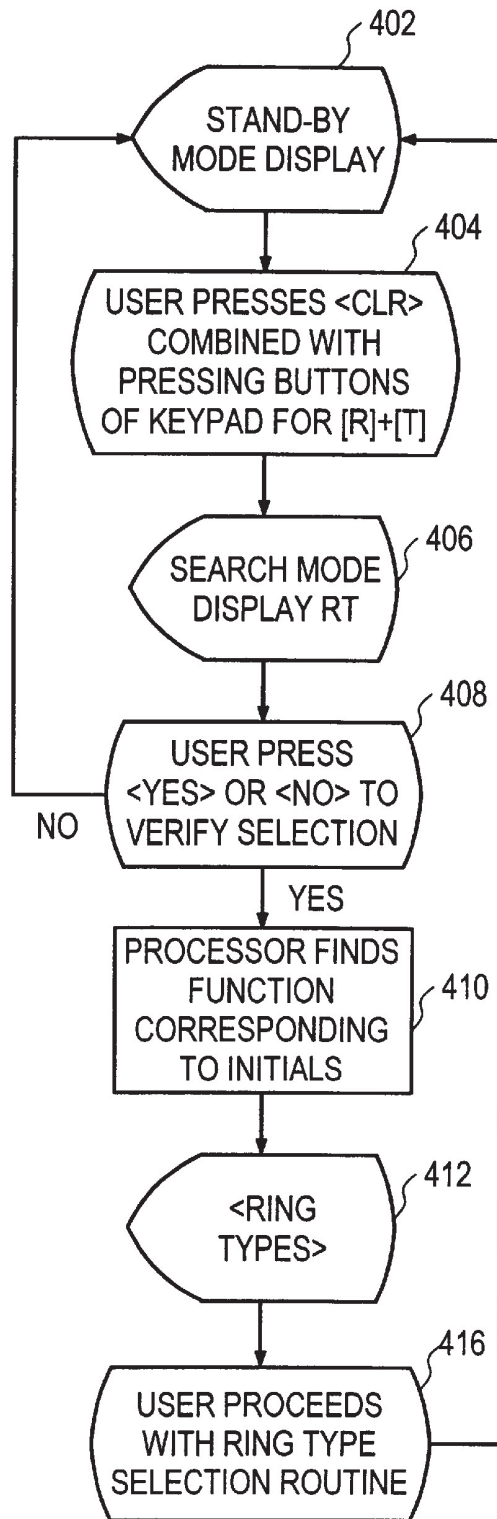 402
STAND-BY
MODE DISPLAY
404
USER PRESSES <CLR>
COMBINED WITH
PRESSING BUTTONS
OF KEYPAD FOR [R]+[T]
406
SEARCH MODE
DISPLAY RT
408
USER PRESS
<YES> OR <NO> TO
VERIFY SELECTION
NO
YES
PROCESSOR FINDS
FUNCTION
CORRESPONDING
TO INITIALS
410
412
<RING
TYPES>
416
USER PROCEEDS
WITH RING TYPE
SELECTION ROUTINE